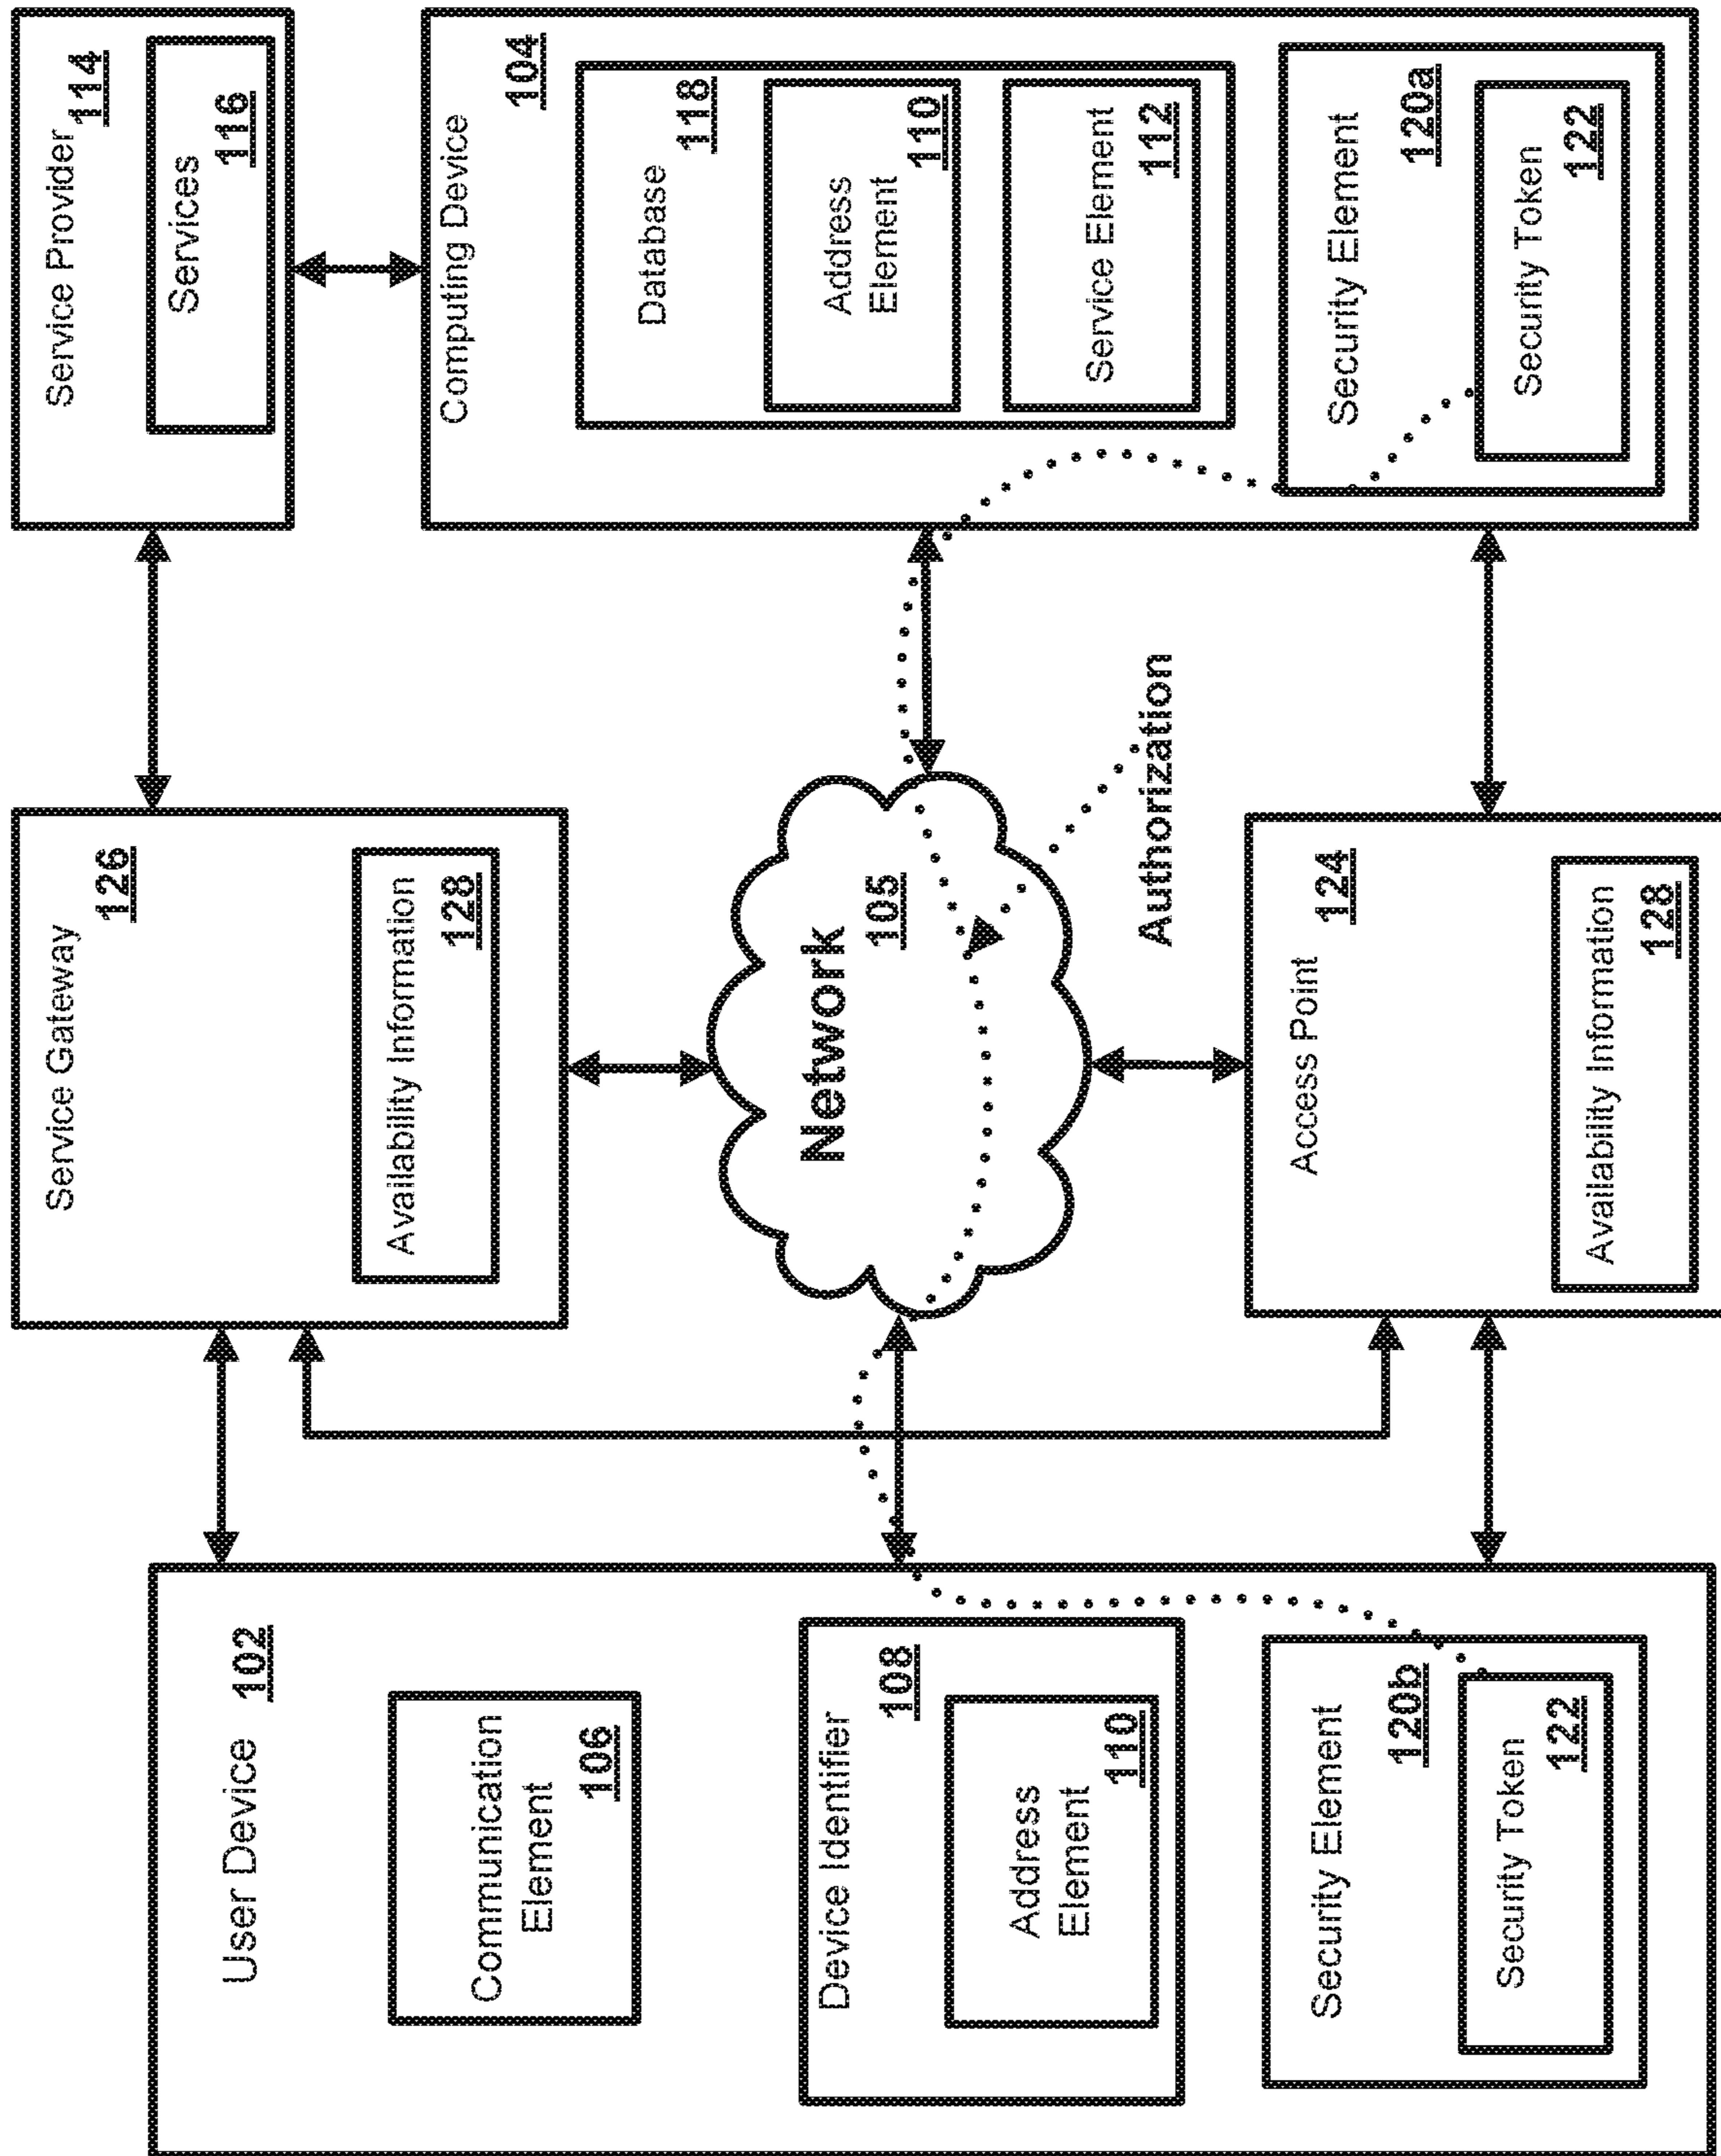 User Device 102
Communication
Element
106
Device Identifier
108
Address
Element
110
Security Element
120b
Security Token
122
Service Gateway
126
Availability Information
128
Network
105
Authorization
Access Point
124
Availability Information
128
Service Provider
114
Services
116
Computing Device
104
Database
118
Address
Element
110
Service Element
112
Security Element
120a
Security Token
122